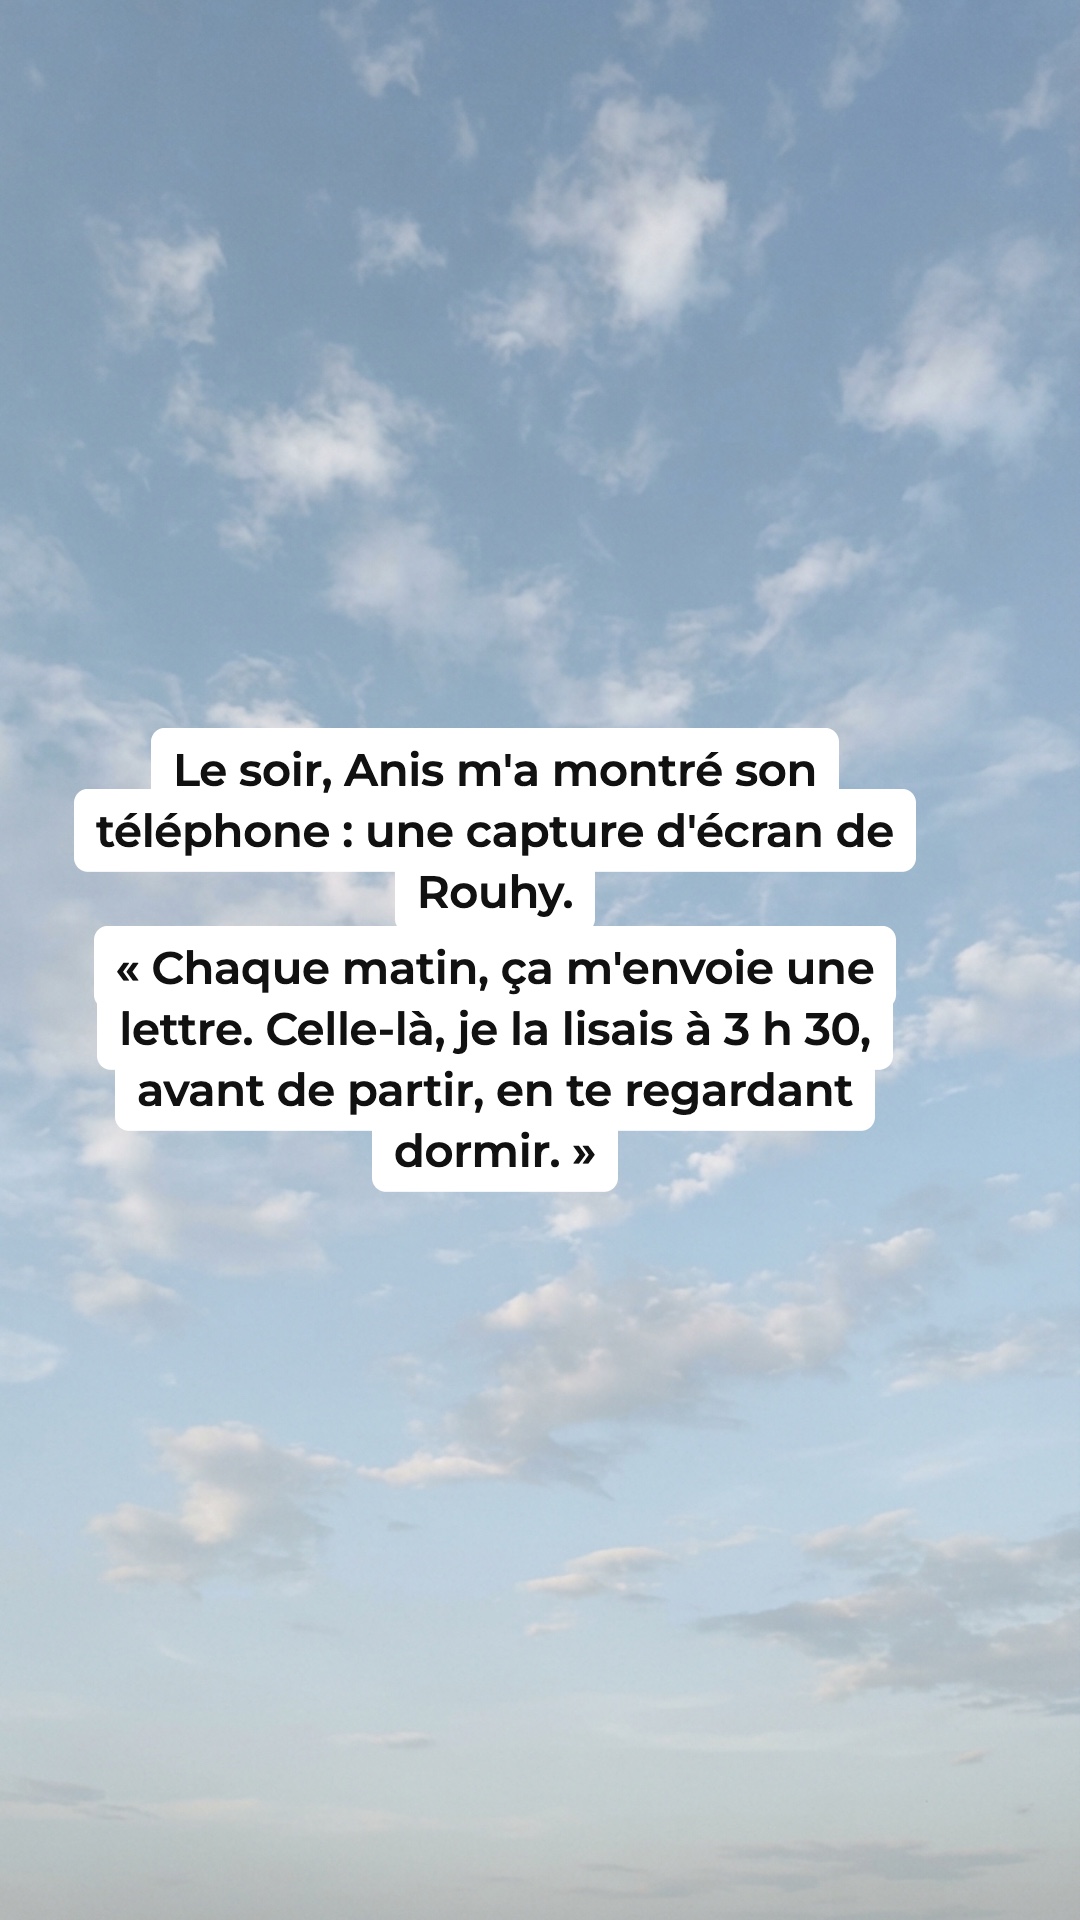 Le soir, Anis m'a montré son
téléphone : une capture d'écran de
Rouhy.
« Chaque matin, ça m'envoie une
lettre. Celle-là, je la lisais à 3 h 30,
avant de partir, en te regardant
dormir. »